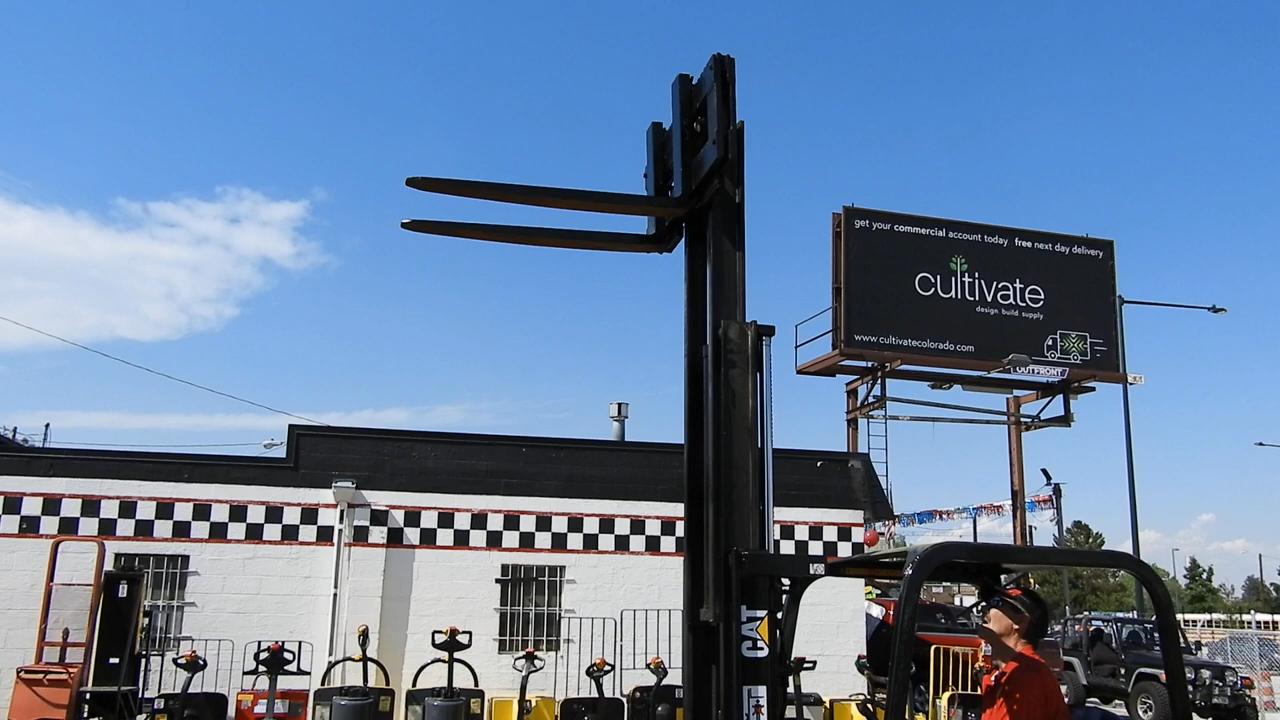 get your commercial account today free next day delivery
cultivate
design build supply
www.cultivatecolorado.com
OUTFRONT
CAT